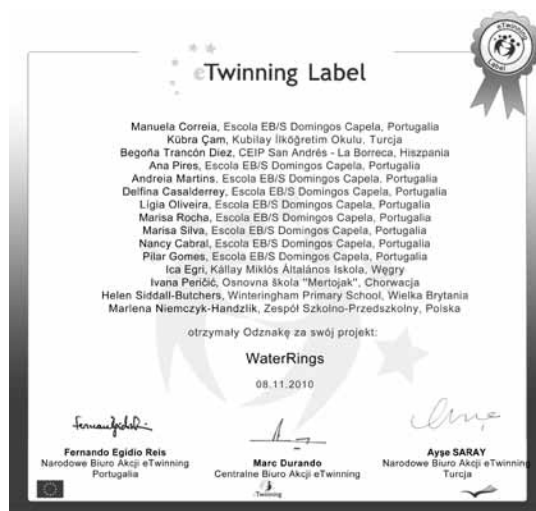 eTwinning Label
eTwinning
Label
Manuela Correia, Escola EB/S Domingos Capela, Portugalia
Kübra Çam, Kubilay İlköğretim Okulu, Turcja
Begoña Trancón Diez, CEIP San Andrés - La Borreca, Hiszpania
Ana Pires, Escola EB/S Domingos Capela, Portugalia
Andreia Martins, Escola EB/S Domingos Capela, Portugalia
Delfina Casalderrey, Escola EB/S Domingos Capela, Portugalia
Lígia Oliveira, Escola EB/S Domingos Capela, Portugalia
Marisa Rocha, Escola EB/S Domingos Capela, Portugalia
Marisa Silva, Escola EB/S Domingos Capela, Portugalia
Nancy Cabral, Escola EB/S Domingos Capela, Portugalia
Pilar Gomes, Escola EB/S Domingos Capela, Portugalia
Ica Egri, Kállay Miklós Általános Iskola, Węgry
Ivana Peričić, Osnovna škola "Mertojak", Chorwacja
Helen Siddall-Butchers, Winteringham Primary School, Wielka Brytania
Marlena Niemczyk-Handzlik, Zespół Szkolno-Przedszkolny, Polska
otrzymały Odznakę za swój projekt:
WaterRings
08.11.2010
Fernando Egidio Reis
Narodowe Biuro Akcji eTwinning
Portugalia
Marc Durando
Centralne Biuro Akcji eTwinning
eTwinning
Ayşe SARAY
Narodowe Biuro Akcji eTwinning
Turcja